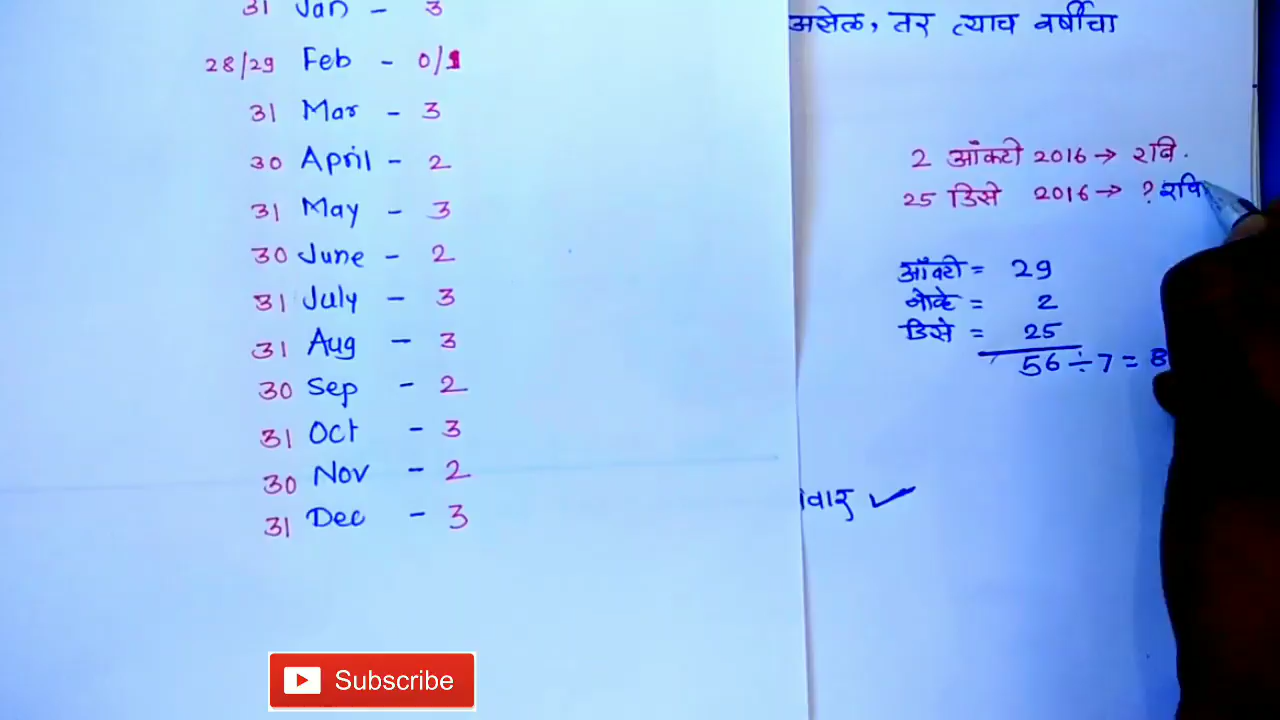 31 Jan - 3
28/29 Feb - 0/1
31 Mar - 3
30 April - 2
31 May - 3
30 June - 2
31 July - 3
31 Aug - 3
30 Sep - 2
31 Oct - 3
30 Nov - 2
31 Dec - 3
असेल, तर त्याच वर्षीचा
2 ऑक्टो 2016 → रवि.
25 डिसे 2016 → ? रवि
ऑक्टो = 29
नोव्हे = 2
डिसे = 25
56 ÷ 7 = 8
वार ✓
Subscribe